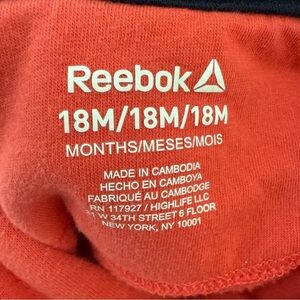 Reebok
18M/18M/18M
MONTHS/MESES/MOIS
MADE IN CAMBODIA
HECHO EN CAMBOYA
FABRIQUÉ AU CAMBODGE
RN 117927 / HIGHLIFE LLC
1 W 34TH STREET 6 FLOOR
NEW YORK, NY 10001